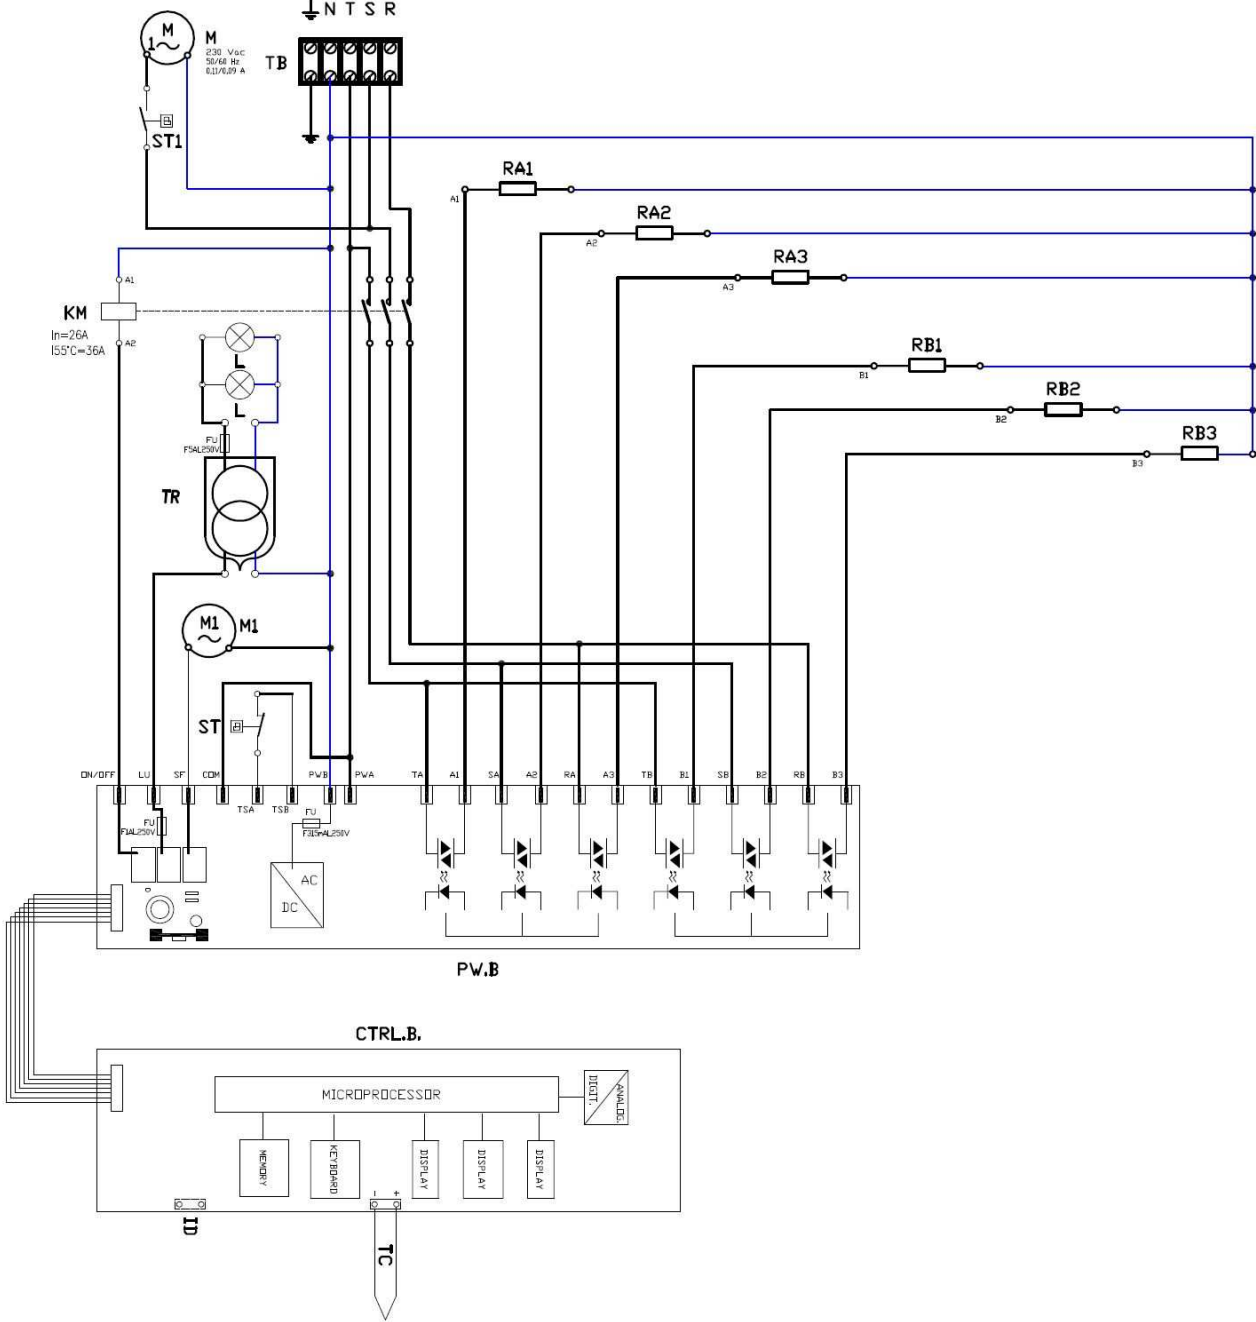 N T S R
M
1
M
230 Vac
50/60 Hz
0,11/0,09 A
TB
ST1
RA1
A1
RA2
A2
RA3
A3
A1
KM
In=26A
I55°C=36A
A2
L
L
RB1
B1
RB2
B2
RB3
B3
FU
F5AL250V
TR
M1
M1
ST
ON/OFF LU SF COM TSA TSB PWB PWA TA A1 SA A2 RA A3 TB B1 SB B2 RB B3
FU
F1AL250V
FU
F315mAL250V
AC
DC
PW.B
CTRL.B.
MICROPROCESSOR
DIGIT.
ANALOG.
MEMORY
KEYBOARD
DISPLAY
DISPLAY
DISPLAY
- +
ID
TC